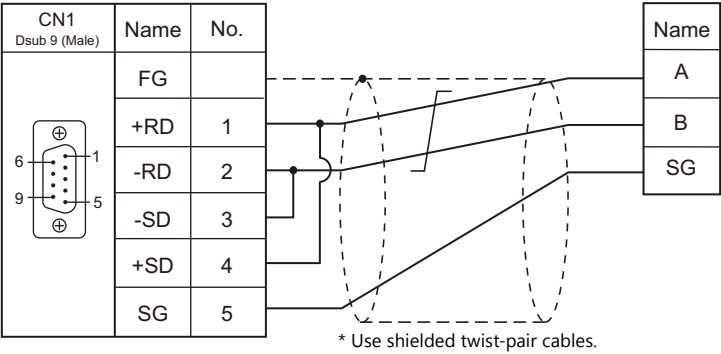 CN1
Dsub 9 (Male)
Name No.
FG
+RD 1
-RD 2
-SD 3
+SD 4
SG 5
6 1
9 5
Name
A
B
SG
* Use shielded twist-pair cables.